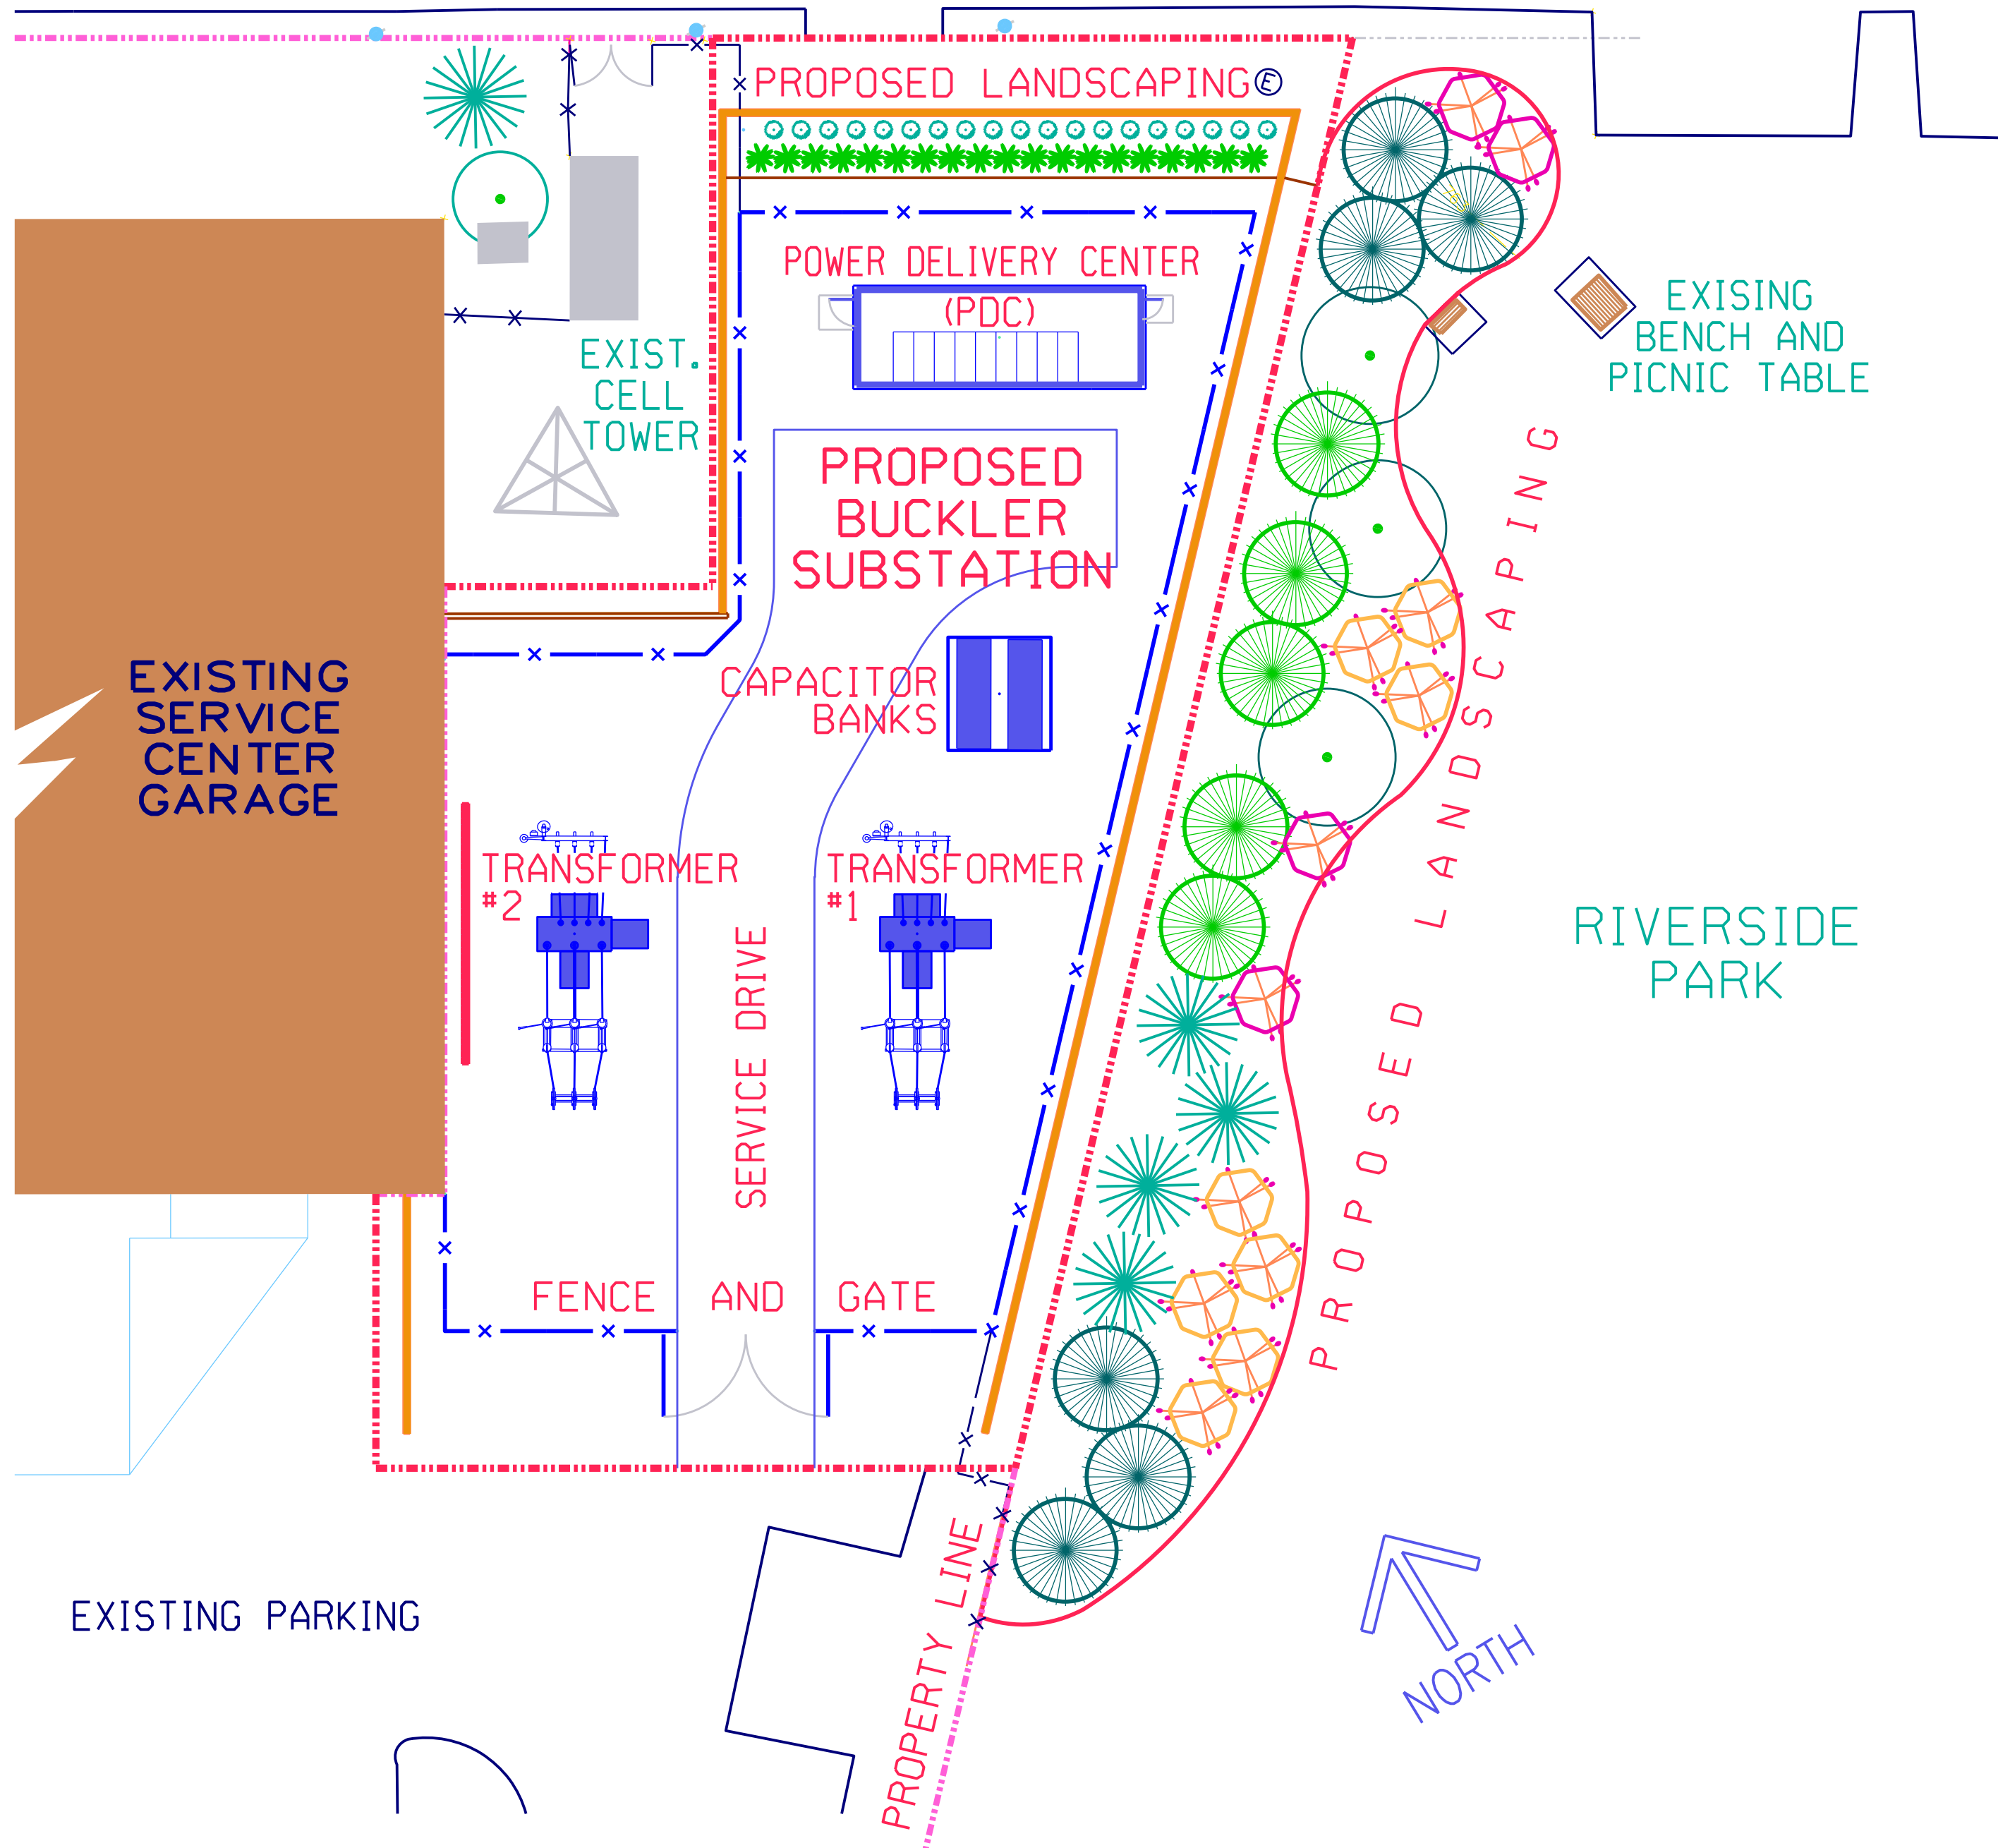 PROPOSED LANDSCAPING Ⓔ
POWER DELIVERY CENTER
(PDC)
EXISING
BENCH AND
PICNIC TABLE
EXIST.
CELL
TOWER
PROPOSED
BUCKLER
SUBSTATION
EXISTING
SERVICE
CENTER
GARAGE
CAPACITOR
BANKS
TRANSFORMER
#2
TRANSFORMER
#1
SERVICE DRIVE
PROPOSED LANDSCAPING
RIVERSIDE
PARK
FENCE AND GATE
PROPERTY LINE
EXISTING PARKING
NORTH